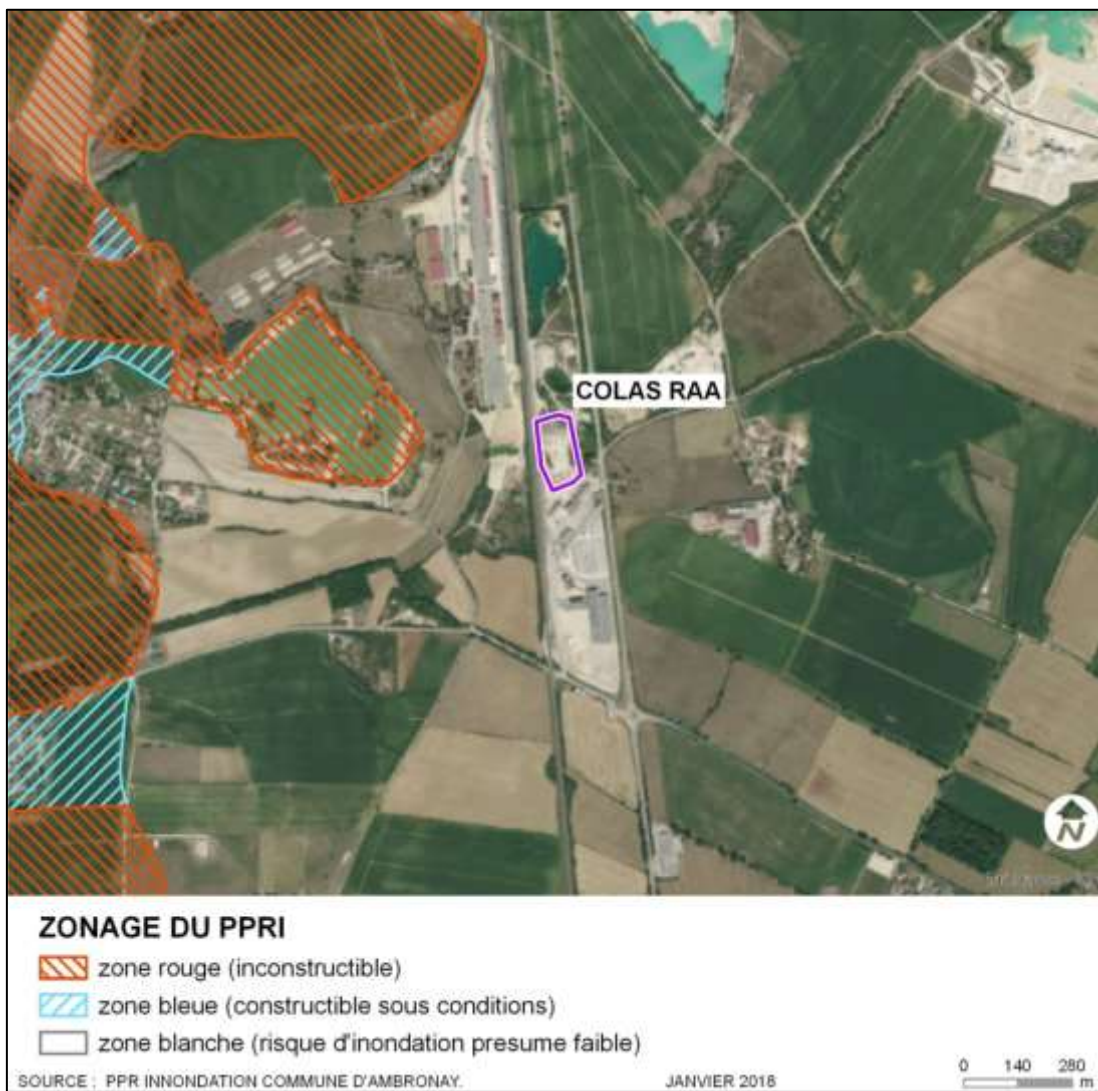 COLAS RAA
N
ZONAGE DU PPRI
zone rouge (inconstructible)
zone bleue (constructible sous conditions)
zone blanche (risque d'inondation presume faible)
0 140 280
m
SOURCE : PPR INNONDATION COMMUNE D'AMBRONAY. JANVIER 2018